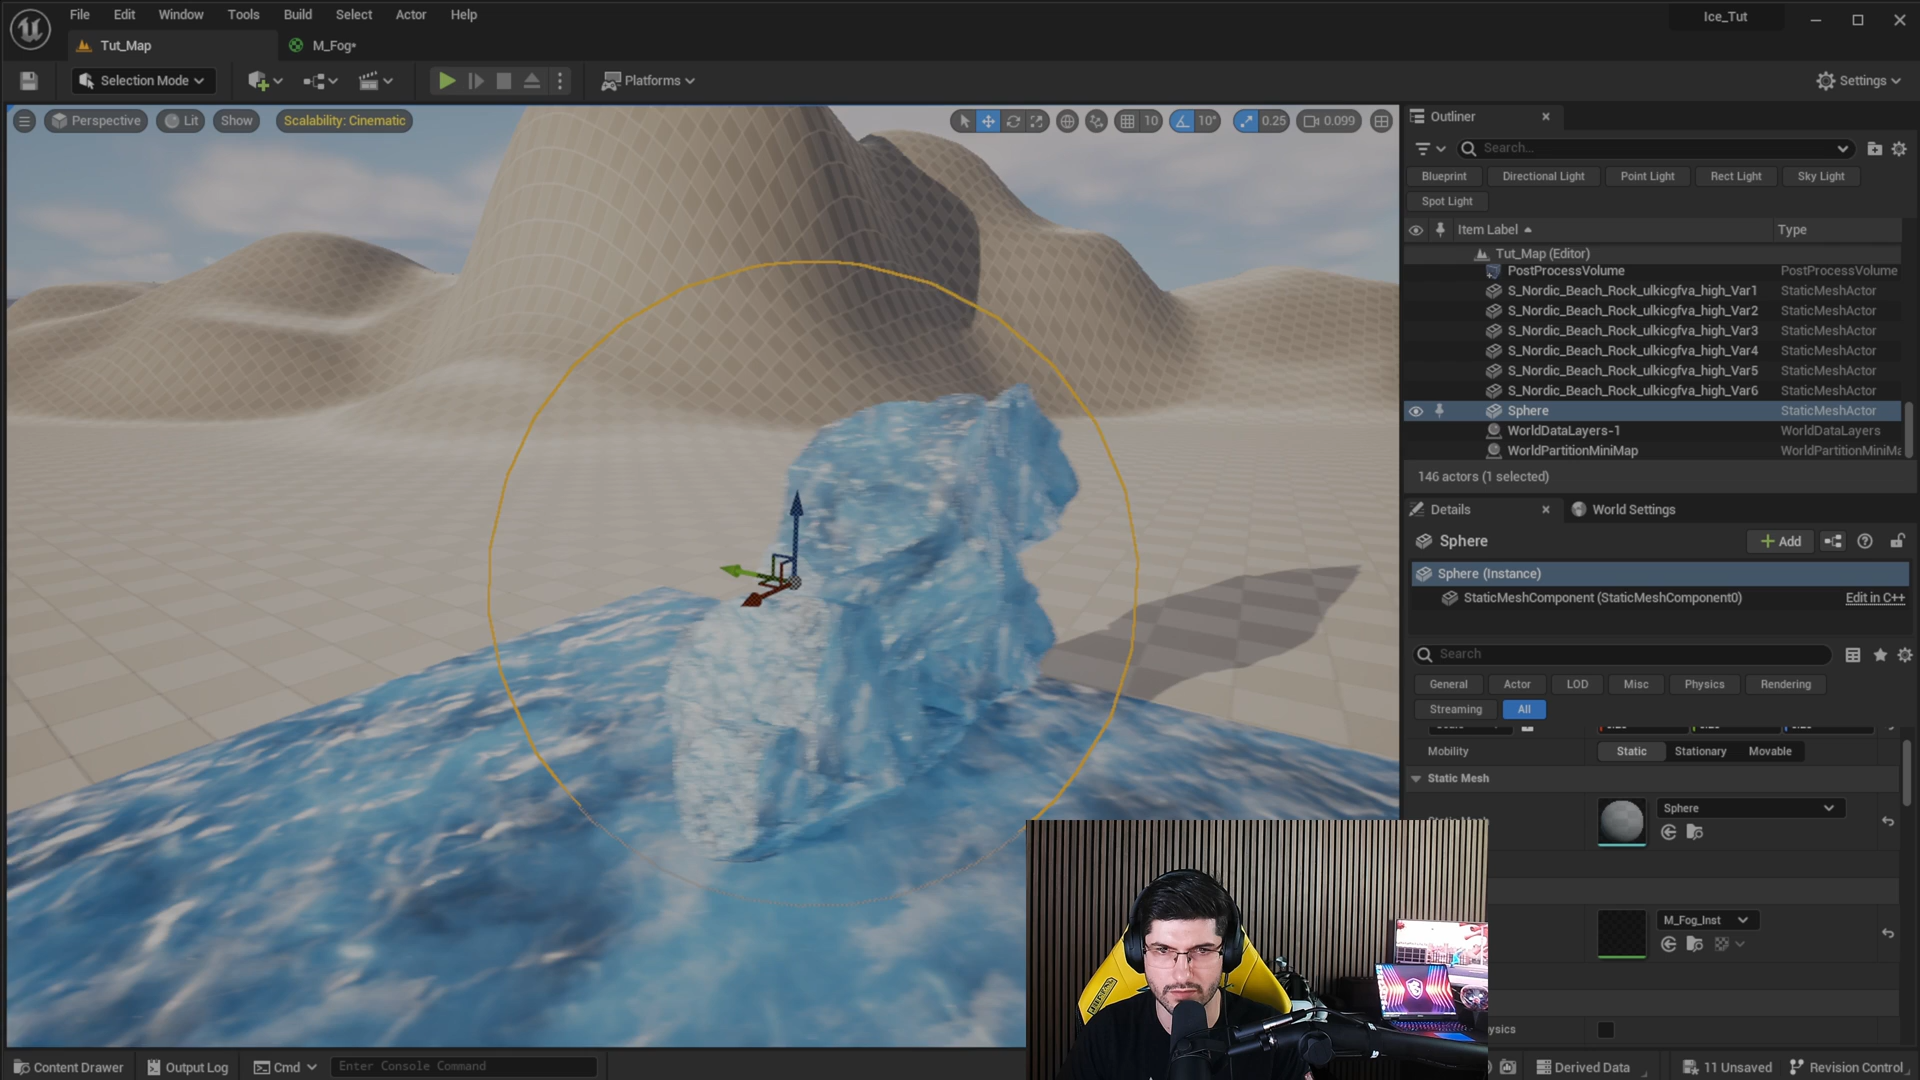 File Edit Window Tools Build Select Actor Help
Ice_Tut
Tut_Map
M_Fog*
Selection Mode
Platforms
Settings
Perspective Lit Show Scalability: Cinematic
10 10° 0.25 0.099
Outliner
Search...
Blueprint Directional Light Point Light Rect Light Sky Light
Spot Light
Item Label Type
Tut_Map (Editor)
PostProcessVolume PostProcessVolume
S_Nordic_Beach_Rock_ulkicgfva_high_Var1 StaticMeshActor
S_Nordic_Beach_Rock_ulkicgfva_high_Var2 StaticMeshActor
S_Nordic_Beach_Rock_ulkicgfva_high_Var3 StaticMeshActor
S_Nordic_Beach_Rock_ulkicgfva_high_Var4 StaticMeshActor
S_Nordic_Beach_Rock_ulkicgfva_high_Var5 StaticMeshActor
S_Nordic_Beach_Rock_ulkicgfva_high_Var6 StaticMeshActor
Sphere StaticMeshActor
WorldDataLayers-1 WorldDataLayers
WorldPartitionMiniMap WorldPartitionMiniMa
146 actors (1 selected)
Details World Settings
Sphere
Add
Sphere (Instance)
StaticMeshComponent (StaticMeshComponent0) Edit in C++
Search
General Actor LOD Misc Physics Rendering
Streaming All
Mobility Static Stationary Movable
Static Mesh
Sphere
M_Fog_Inst
ysics
Content Drawer Output Log Cmd Enter Console Command
Derived Data 11 Unsaved Revision Control